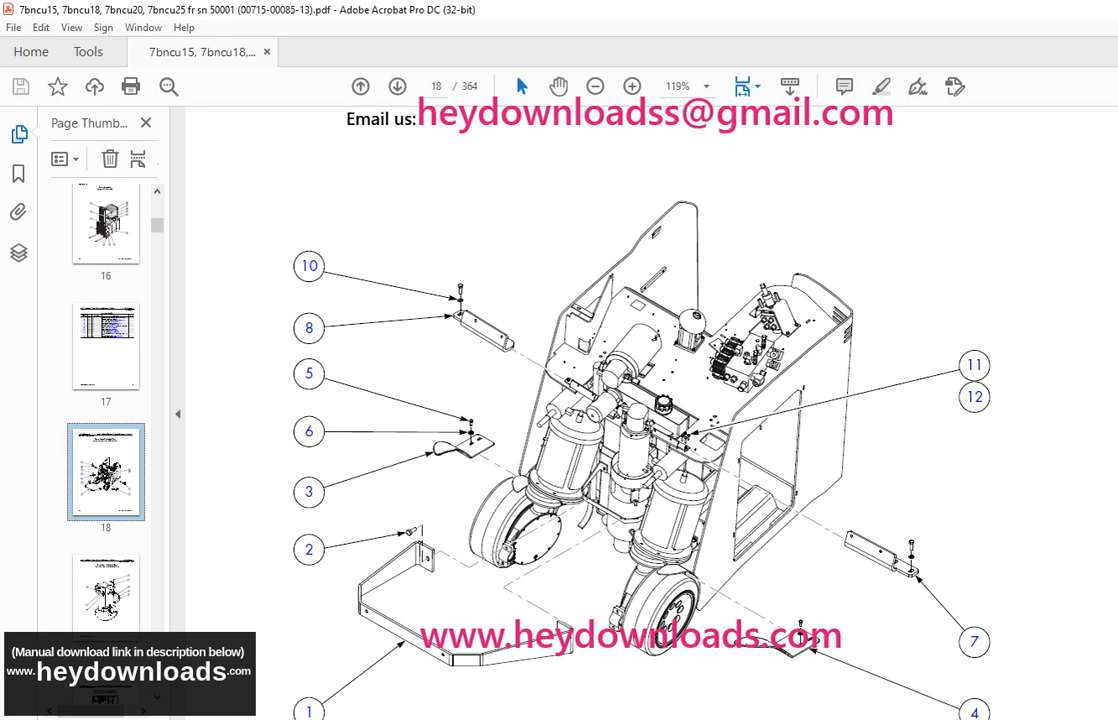 7bncu15, 7bncu18, 7bncu20, 7bncu25 fr sn 50001 (00715-00085-13).pdf - Adobe Acrobat Pro DC (32-bit)
File Edit View Sign Window Help
Home Tools 7bncu15, 7bncu18,... ×
18 / 364 119%
Page Thumb...
Email us:heydownloadss@gmail.com
16
17
18
10
8
5
6
3
2
1
11
12
7
4
www.heydownloads.com
(Manual download link in description below)
www.heydownloads.com